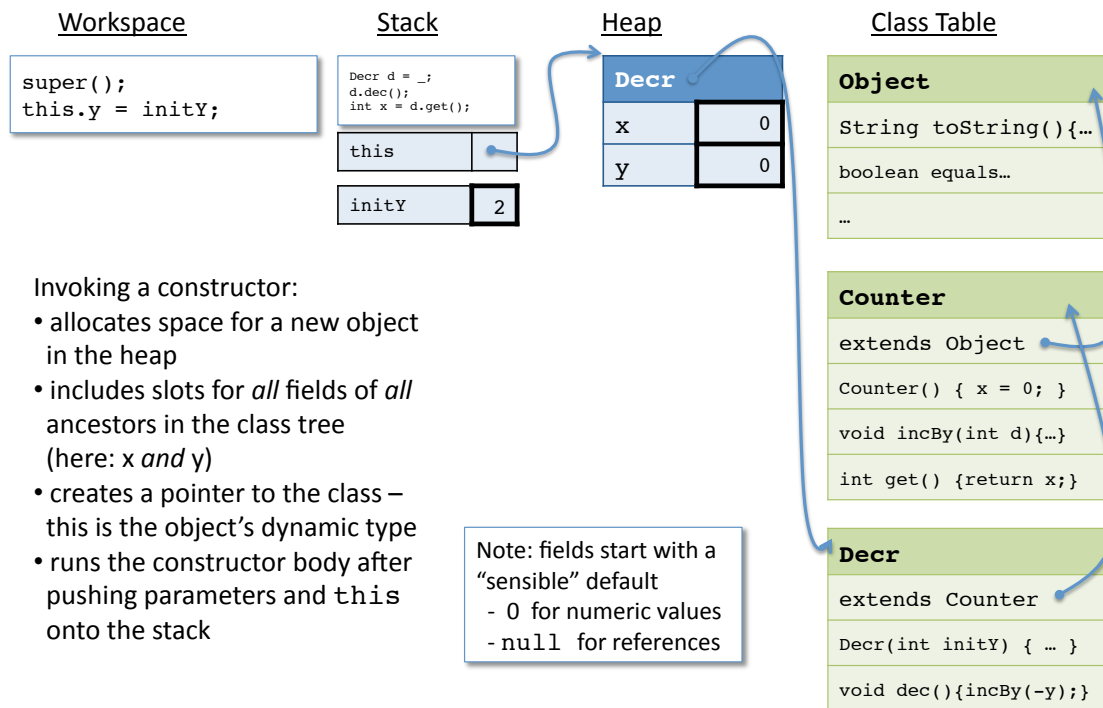 Workspace
Stack
Heap
Class Table
super();
this.y = initY;
Decr d = _;
d.dec();
int x = d.get();
this
initY 2
Decr
x 0
y 0
Object
String toString(){…
boolean equals…
…
Counter
extends Object
Counter() { x = 0; }
void incBy(int d){…}
int get() {return x;}
Decr
extends Counter
Decr(int initY) { … }
void dec(){incBy(-y);}
Invoking a constructor:
• allocates space for a new object
in the heap
• includes slots for all fields of all
ancestors in the class tree
(here: x and y)
• creates a pointer to the class –
this is the object’s dynamic type
• runs the constructor body after
pushing parameters and this
onto the stack
Note: fields start with a
“sensible” default
- 0 for numeric values
- null for references